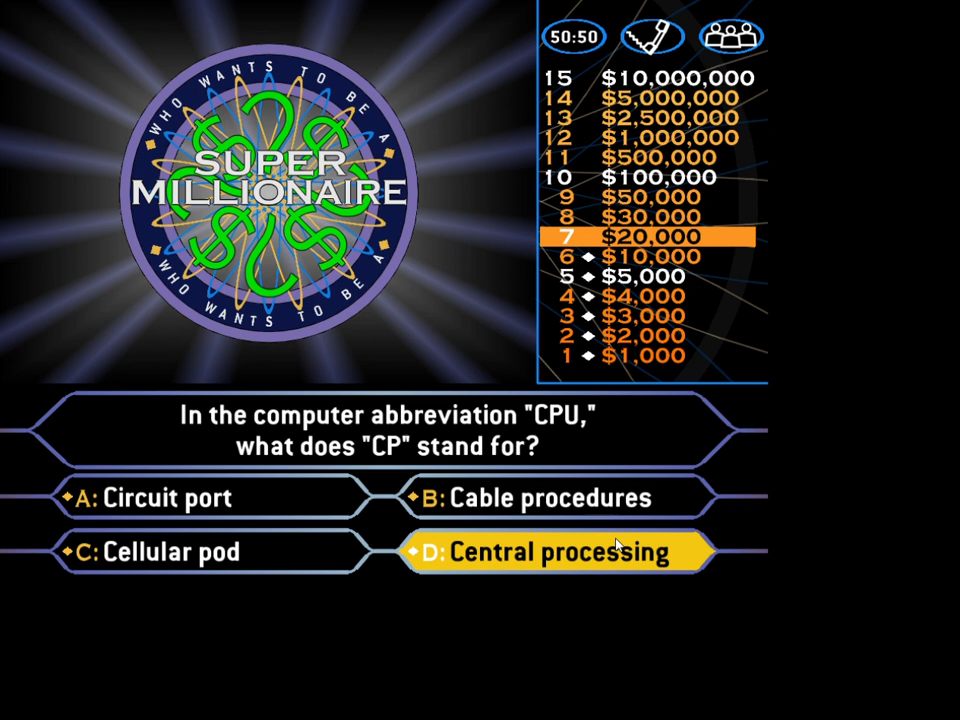 WHO WANTS TO BE A
SUPER
MILLIONAIRE
WHO WANTS TO BE A
50:50
15 $10,000,000
14 $5,000,000
13 $2,500,000
12 $1,000,000
11 $500,000
10 $100,000
9 $50,000
8 $30,000
7 $20,000
6 ◆ $10,000
5 ◆ $5,000
4 ◆ $4,000
3 ◆ $3,000
2 ◆ $2,000
1 ◆ $1,000
In the computer abbreviation "CPU,"
what does "CP" stand for?
◆A: Circuit port
◆B: Cable procedures
◆C: Cellular pod
◆D: Central processing